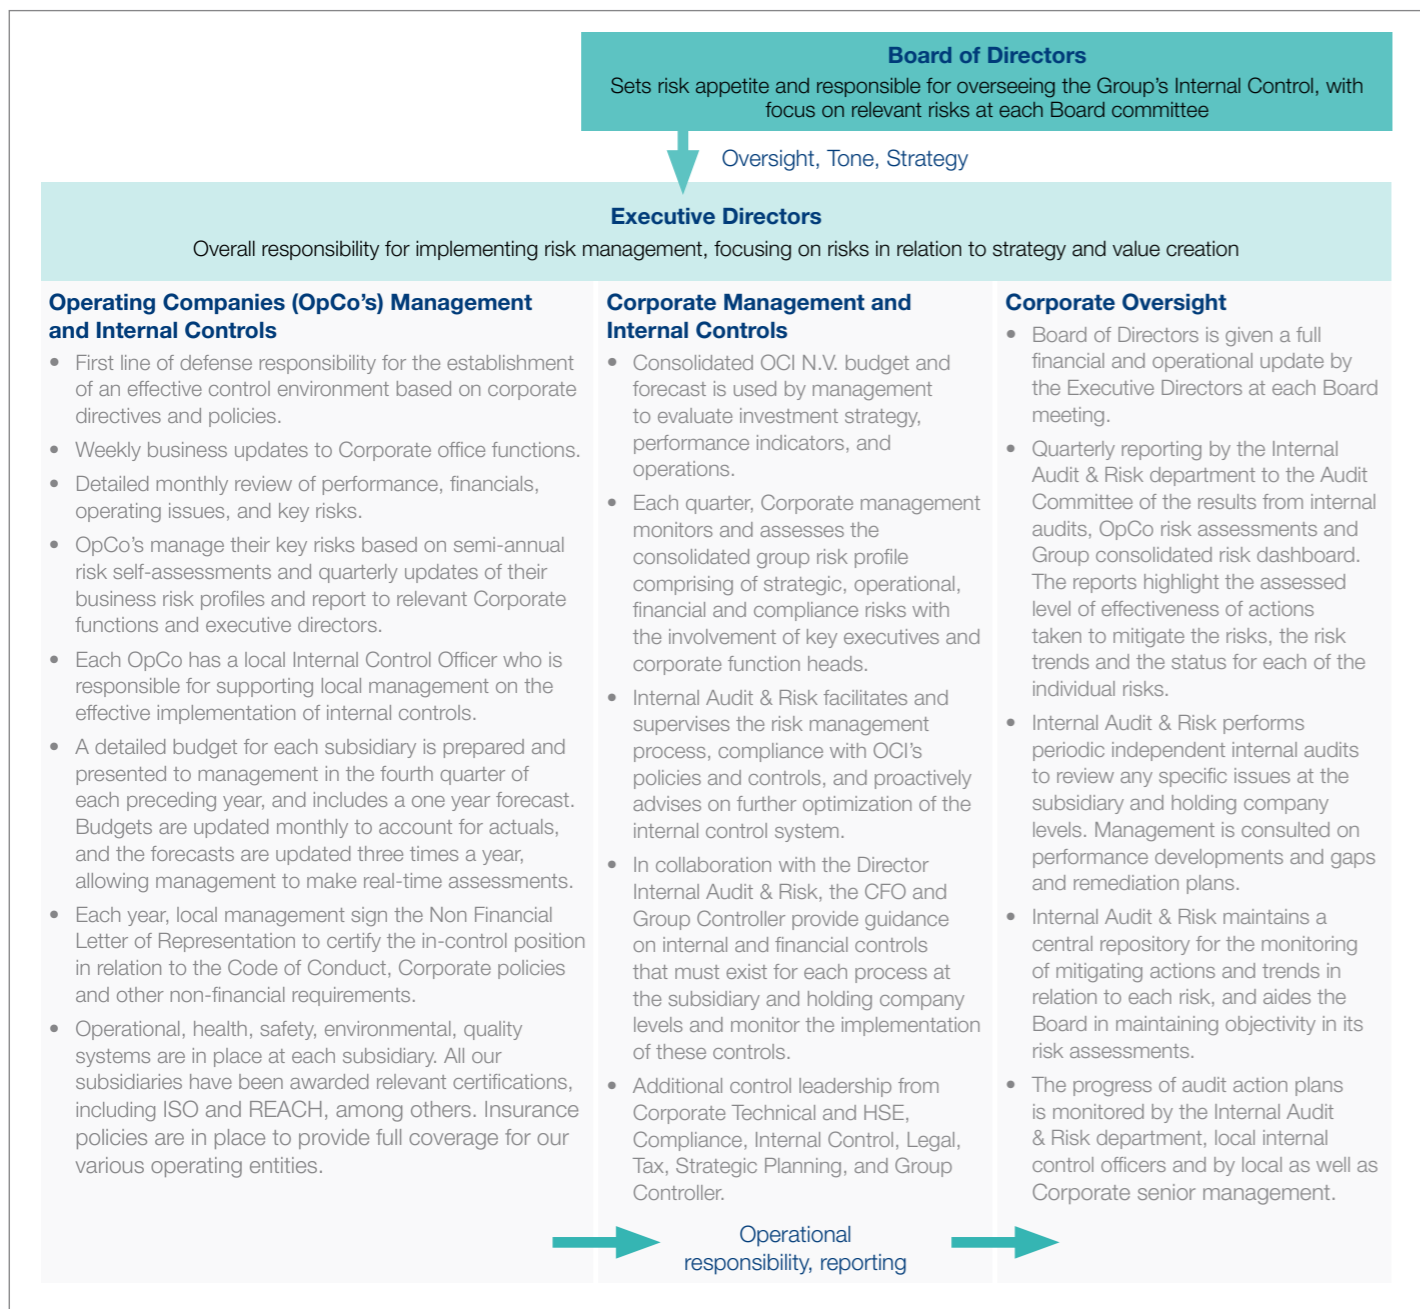 Board of Directors
Sets risk appetite and responsible for overseeing the Group's Internal Control, with
focus on relevant risks at each Board committee
Oversight, Tone, Strategy
Executive Directors
Overall responsibility for implementing risk management, focusing on risks in relation to strategy and value creation
Operating Companies (OpCo's) Management
and Internal Controls
• First line of defense responsibility for the establishment
of an effective control environment based on corporate
directives and policies.
• Weekly business updates to Corporate office functions.
• Detailed monthly review of performance, financials,
operating issues, and key risks.
• OpCo's manage their key risks based on semi-annual
risk self-assessments and quarterly updates of their
business risk profiles and report to relevant Corporate
functions and executive directors.
• Each OpCo has a local Internal Control Officer who is
responsible for supporting local management on the
effective implementation of internal controls.
• A detailed budget for each subsidiary is prepared and
presented to management in the fourth quarter of
each preceding year, and includes a one year forecast.
Budgets are updated monthly to account for actuals,
and the forecasts are updated three times a year,
allowing management to make real-time assessments.
• Each year, local management sign the Non Financial
Letter of Representation to certify the in-control position
in relation to the Code of Conduct, Corporate policies
and other non-financial requirements.
• Operational, health, safety, environmental, quality
systems are in place at each subsidiary. All our
subsidiaries have been awarded relevant certifications,
including ISO and REACH, among others. Insurance
policies are in place to provide full coverage for our
various operating entities.
Corporate Management and
Internal Controls
• Consolidated OCI N.V. budget and
forecast is used by management
to evaluate investment strategy,
performance indicators, and
operations.
• Each quarter, Corporate management
monitors and assesses the
consolidated group risk profile
comprising of strategic, operational,
financial and compliance risks with
the involvement of key executives and
corporate function heads.
• Internal Audit & Risk facilitates and
supervises the risk management
process, compliance with OCI's
policies and controls, and proactively
advises on further optimization of the
internal control system.
• In collaboration with the Director
Internal Audit & Risk, the CFO and
Group Controller provide guidance
on internal and financial controls
that must exist for each process at
the subsidiary and holding company
levels and monitor the implementation
of these controls.
• Additional control leadership from
Corporate Technical and HSE,
Compliance, Internal Control, Legal,
Tax, Strategic Planning, and Group
Controller.
Corporate Oversight
• Board of Directors is given a full
financial and operational update by
the Executive Directors at each Board
meeting.
• Quarterly reporting by the Internal
Audit & Risk department to the Audit
Committee of the results from internal
audits, OpCo risk assessments and
Group consolidated risk dashboard.
The reports highlight the assessed
level of effectiveness of actions
taken to mitigate the risks, the risk
trends and the status for each of the
individual risks.
• Internal Audit & Risk performs
periodic independent internal audits
to review any specific issues at the
subsidiary and holding company
levels. Management is consulted on
performance developments and gaps
and remediation plans.
• Internal Audit & Risk maintains a
central repository for the monitoring
of mitigating actions and trends in
relation to each risk, and aides the
Board in maintaining objectivity in its
risk assessments.
• The progress of audit action plans
is monitored by the Internal Audit
& Risk department, local internal
control officers and by local as well as
Corporate senior management.
Operational
responsibility, reporting